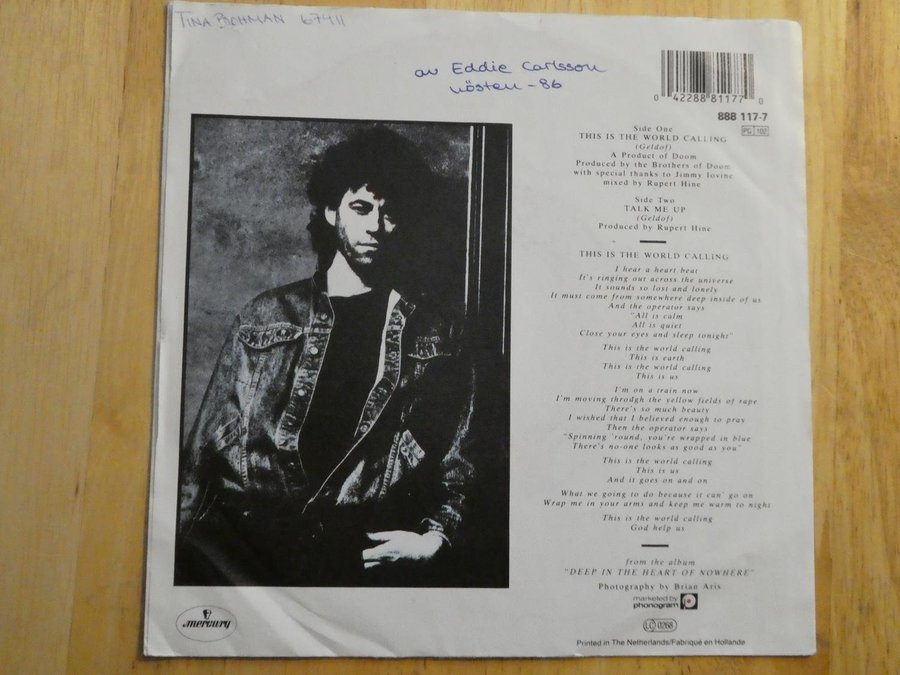 TINA ROHMAN 67411
av Eddie Carlsson
hösten -86
0 42288 81177 0
888 117-7
PG 102
Side One
THIS IS THE WORLD CALLING
(Geldof)
A Product of Doom
Produced by the Brothers of Doom
with special thanks to Jimmy Iovine
mixed by Rupert Hine
Side Two
TALK ME UP
(Geldof)
Produced by Rupert Hine
THIS IS THE WORLD CALLING
I hear a heart beat
It's ringing out across the universe
It sounds so lost and lonely
It must come from somewhere deep inside of us
And the operator says
"All is calm
All is quiet
Close your eyes and sleep tonight"
This is the world calling
This is earth
This is the world calling
This is us
I'm on a train now
I'm moving through the yellow fields of rape
There's so much beauty
I wished that I believed enough to pray
Then the operator says
"Spinning 'round, you're wrapped in blue
There's no-one looks as good as you"
This is the world calling
This is us
And it goes on and on
What we going to do because it can' go on
Wrap me in your arms and keep me warm to night
This is the world calling
God help us
from the album
"DEEP IN THE HEART OF NOWHERE"
Photography by Brian Aris
marketed by
phonogram
LC 0268
Printed in The Netherlands/Fabriqué en Hollande
mercury